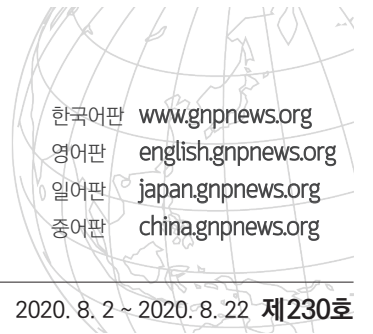 한국어판 www.gnpnews.org
영어판 english.gnpnews.org
일어판 japan.gnpnews.org
중어판 china.gnpnews.org
2020. 8. 2 ~ 2020. 8. 22 제230호